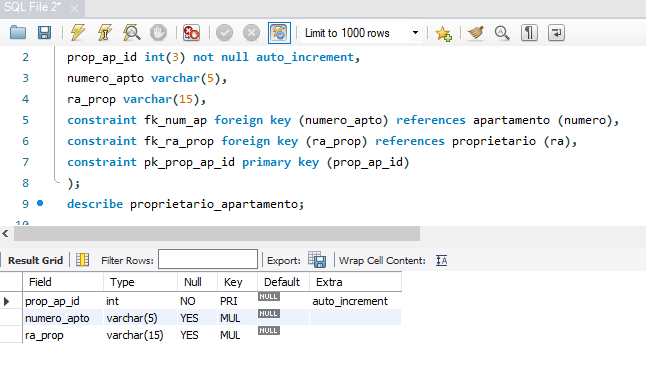 SQL File 2*
Limit to 1000 rows
2 prop_ap_id int(3) not null auto_increment,
3 numero_apto varchar(5),
4 ra_prop varchar(15),
5 constraint fk_num_ap foreign key (numero_apto) references apartamento (numero),
6 constraint fk_ra_prop foreign key (ra_prop) references proprietario (ra),
7 constraint pk_prop_ap_id primary key (prop_ap_id)
8 );
9 describe proprietario_apartamento;
10
Result Grid Filter Rows: Export: Wrap Cell Content: IA
Field Type Null Key Default Extra
prop_ap_id int NO PRI NULL auto_increment
numero_apto varchar(5) YES MUL NULL
ra_prop varchar(15) YES MUL NULL